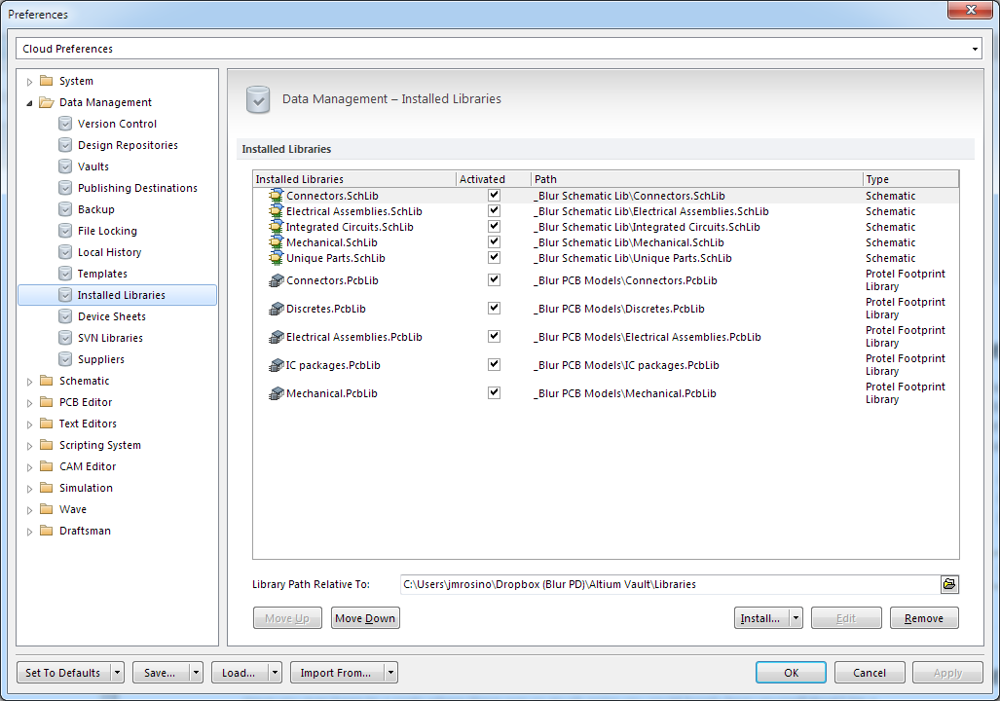 Preferences
Cloud Preferences
System
Data Management
Version Control
Design Repositories
Vaults
Publishing Destinations
Backup
File Locking
Local History
Templates
Installed Libraries
Device Sheets
SVN Libraries
Suppliers
Schematic
PCB Editor
Text Editors
Scripting System
CAM Editor
Simulation
Wave
Draftsman
Data Management – Installed Libraries
Installed Libraries
Installed Libraries Activated Path Type
Connectors.SchLib _Blur Schematic Lib\Connectors.SchLib Schematic
Electrical Assemblies.SchLib _Blur Schematic Lib\Electrical Assemblies.SchLib Schematic
Integrated Circuits.SchLib _Blur Schematic Lib\Integrated Circuits.SchLib Schematic
Mechanical.SchLib _Blur Schematic Lib\Mechanical.SchLib Schematic
Unique Parts.SchLib _Blur Schematic Lib\Unique Parts.SchLib Schematic
Connectors.PcbLib _Blur PCB Models\Connectors.PcbLib Protel Footprint
Library
Discretes.PcbLib _Blur PCB Models\Discretes.PcbLib Protel Footprint
Library
Electrical Assemblies.PcbLib _Blur PCB Models\Electrical Assemblies.PcbLib Protel Footprint
Library
IC packages.PcbLib _Blur PCB Models\IC packages.PcbLib Protel Footprint
Library
Mechanical.PcbLib _Blur PCB Models\Mechanical.PcbLib Protel Footprint
Library
Library Path Relative To: C:\Users\jmrosino\Dropbox (Blur PD)\Altium Vault\Libraries
Move Up Move Down Install... Edit Remove
Set To Defaults Save... Load... Import From... OK Cancel Apply